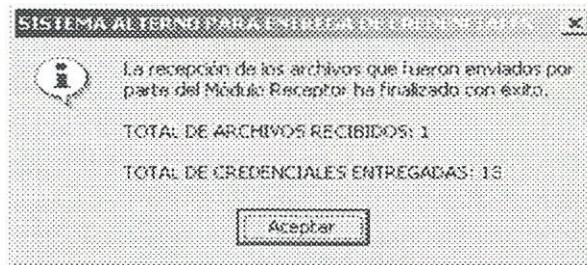 SISTEMA ALTERNO PARA ENTREGA DE CREDENCIALES
La recepción de los archivos que fueron enviados por
parte del Módulo Receptor ha finalizado con éxito.
TOTAL DE ARCHIVOS RECIBIDOS: 1
TOTAL DE CREDENCIALES ENTREGADAS: 13
Aceptar